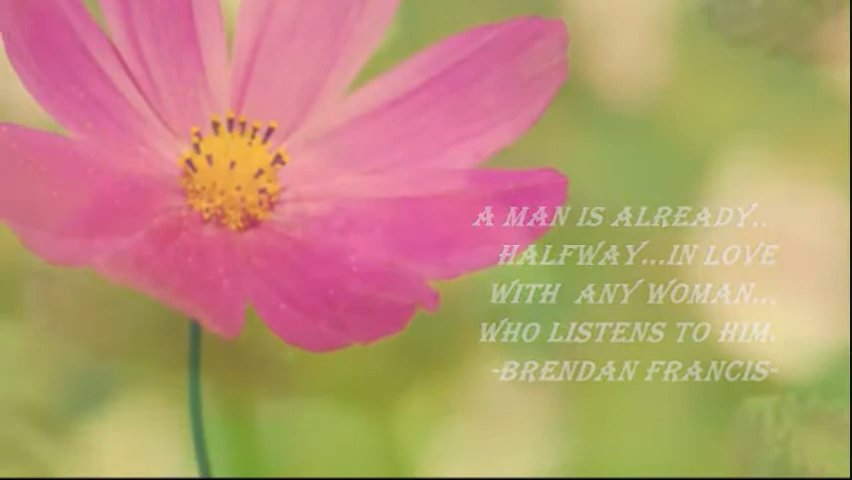 A MAN IS ALREADY..
HALFWAY...IN LOVE
WITH ANY WOMAN...
WHO LISTENS TO HIM.
-BRENDAN FRANCIS-